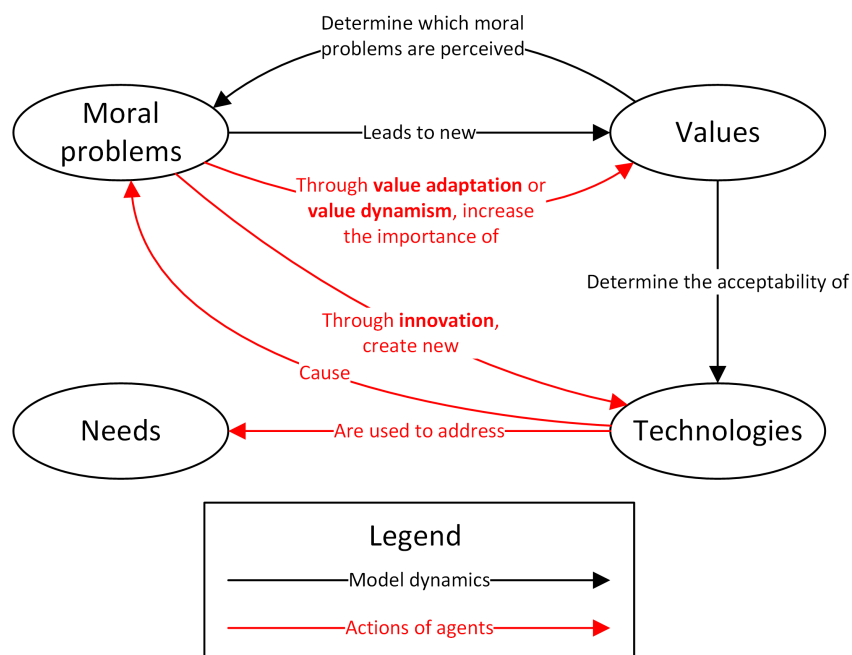 Determine which moral
problems are perceived
Moral
problems
Leads to new
Values
Through value adaptation or
value dynamism, increase
the importance of
Determine the acceptability of
Through innovation,
create new
Cause
Needs
Are used to address
Technologies
Legend
Model dynamics
Actions of agents